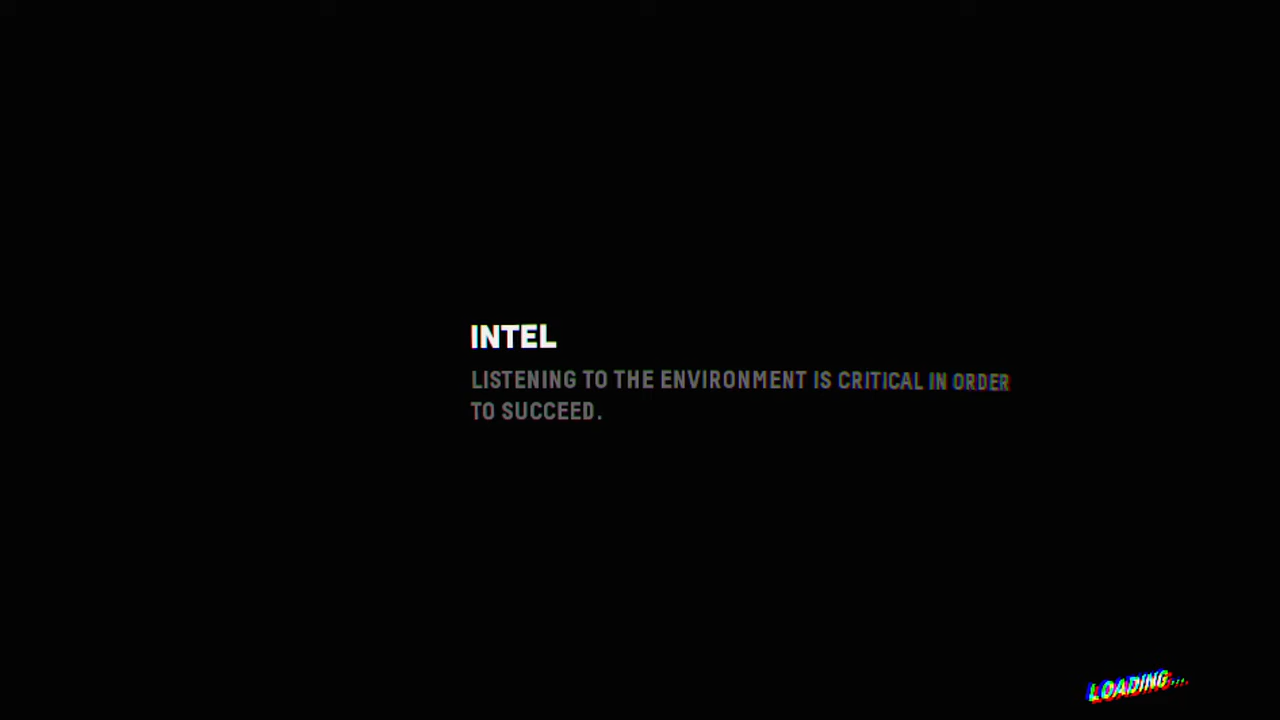 INTEL
LISTENING TO THE ENVIRONMENT IS CRITICAL IN ORDER
TO SUCCEED.
LOADING...